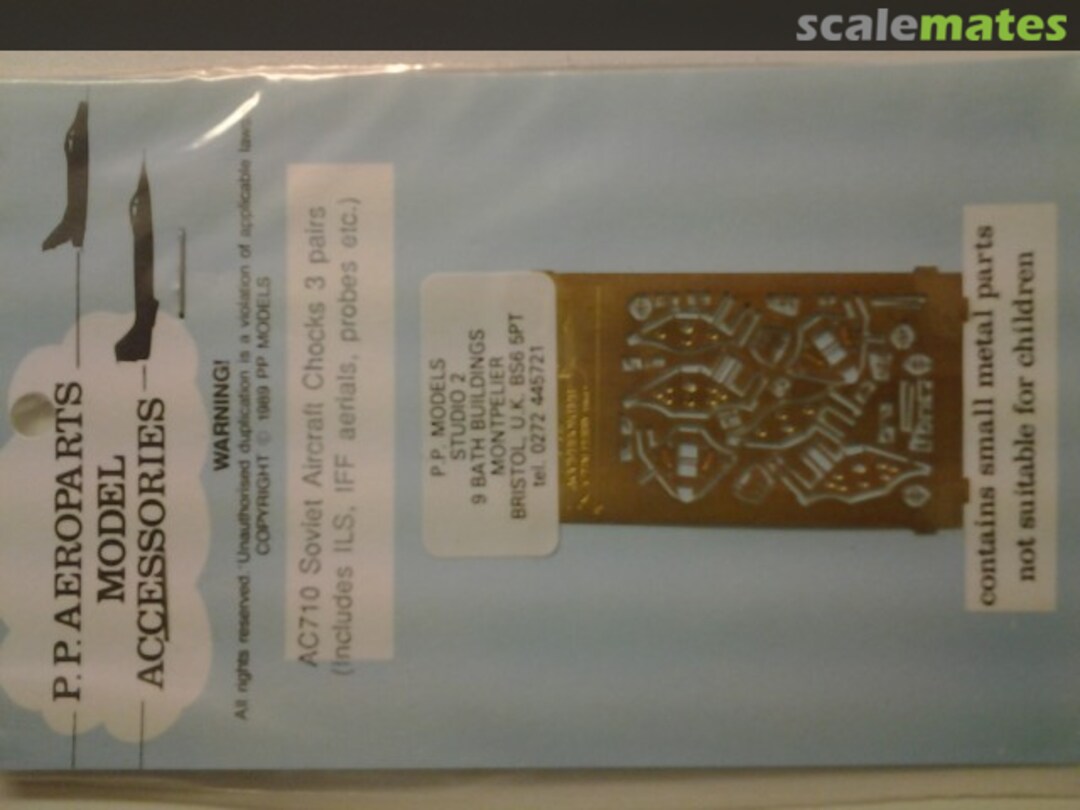 scalemates
P.P. AEROPARTS
MODEL
ACCESSORIES
WARNING!
All rights reserved. Unauthorised duplication is a violation of applicable laws
COPYRIGHT © 1989 PP MODELS
AC710 Soviet Aircraft Chocks 3 pairs
(Includes ILS, IFF aerials, probes etc.)
P.P. MODELS
STUDIO 2
9 BATH BUILDINGS
MONTPELIER
BRISTOL, U.K. BS6 5PT
tel. 0272 445721
contains small metal parts
not suitable for children